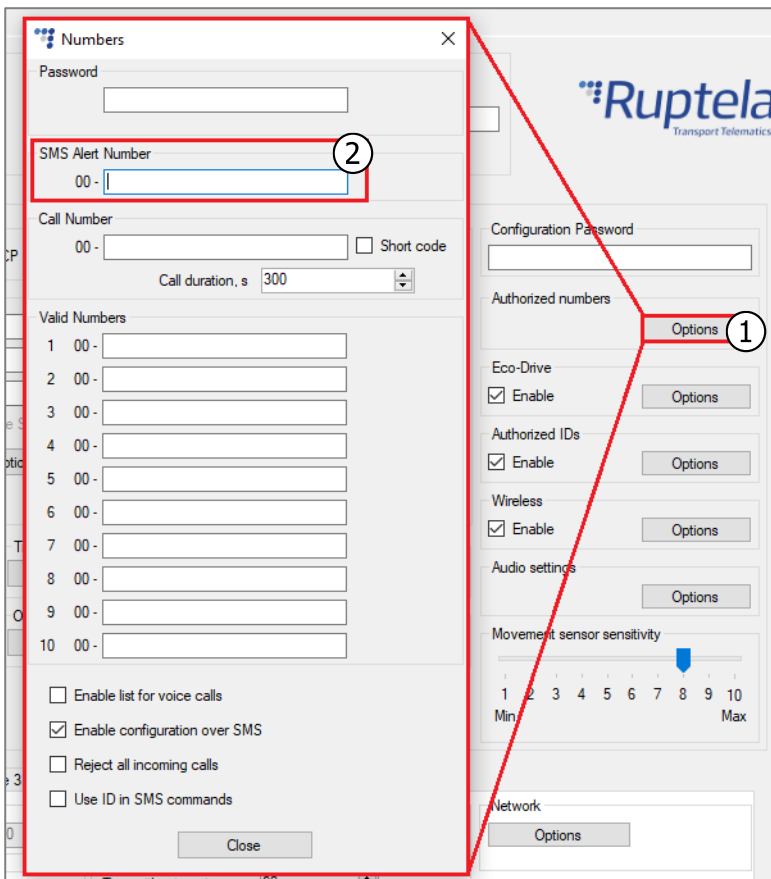 Numbers
Password
SMS Alert Number
2
00 -
Call Number
00 -
Short code
Call duration, s 300
Valid Numbers
1 00 -
2 00 -
3 00 -
4 00 -
5 00 -
6 00 -
7 00 -
8 00 -
9 00 -
10 00 -
Enable list for voice calls
Enable configuration over SMS
Reject all incoming calls
Use ID in SMS commands
Close
Ruptela
Transport Telematics
Configuration Password
Authorized numbers
Options
1
Eco-Drive
Enable
Options
Authorized IDs
Enable
Options
Wireless
Enable
Options
Audio settings
Options
Movement sensor sensitivity
1 2 3 4 5 6 7 8 9 10
Min
Max
Network
Options